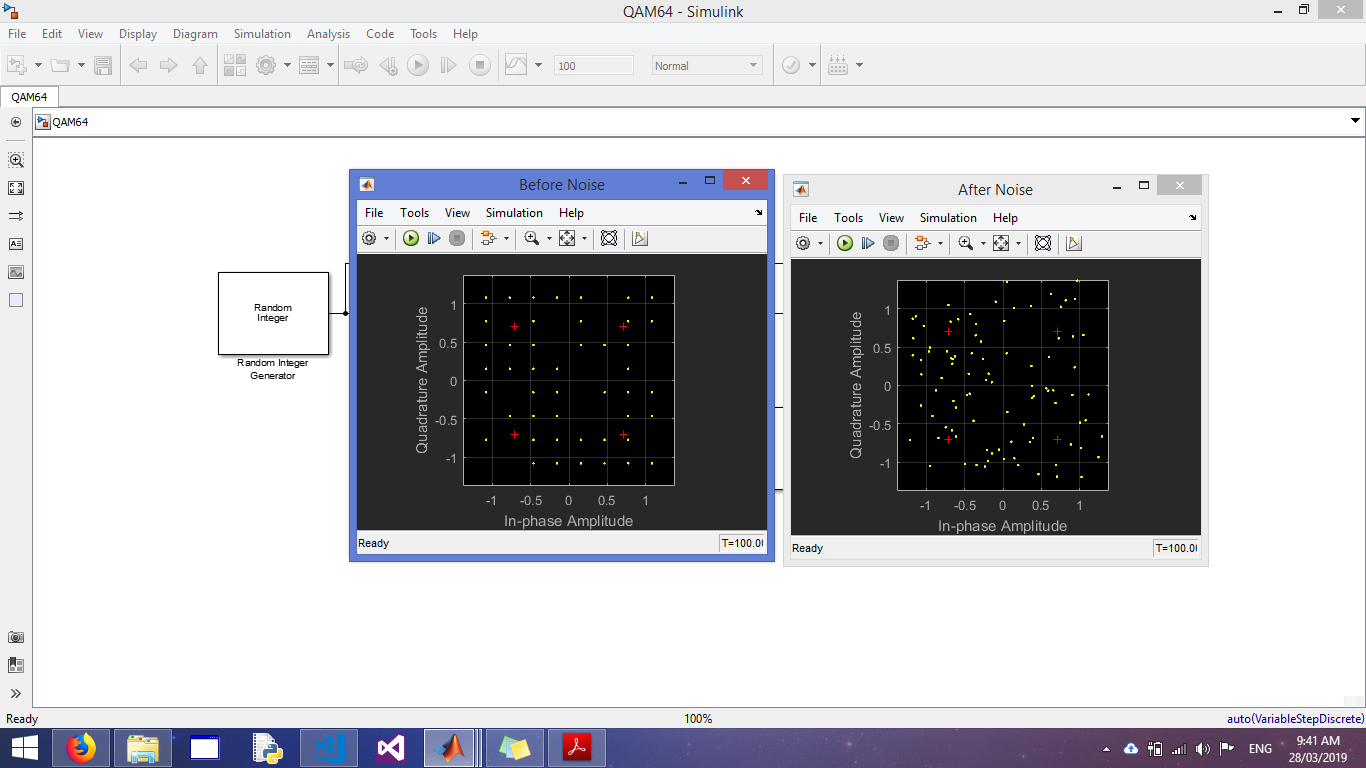 QAM64 - Simulink
File Edit View Display Diagram Simulation Analysis Code Tools Help
100 Normal
QAM64
QAM64
Random
Integer
Random Integer
Generator
Before Noise
File Tools View Simulation Help
1
0.5
0
-0.5
-1
Quadrature Amplitude
-1 -0.5 0 0.5 1
In-phase Amplitude
Ready T=100.0
After Noise
File Tools View Simulation Help
1
0.5
0
-0.5
-1
Quadrature Amplitude
-1 -0.5 0 0.5 1
In-phase Amplitude
Ready T=100.0
Ready 100% auto(VariableStepDiscrete)
ENG 9:41 AM
28/03/2019